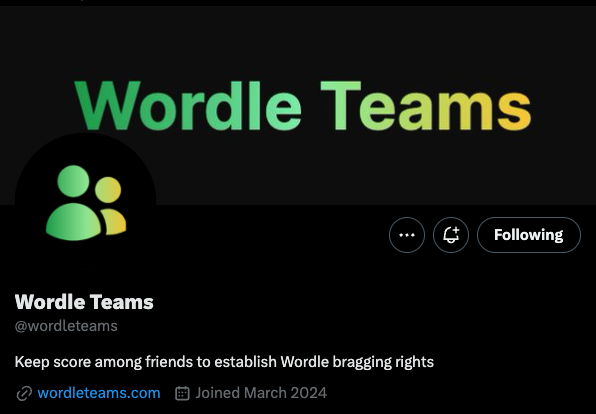 Wordle Teams
Following
Wordle Teams
@wordleteams
Keep score among friends to establish Wordle bragging rights
wordleteams.com Joined March 2024